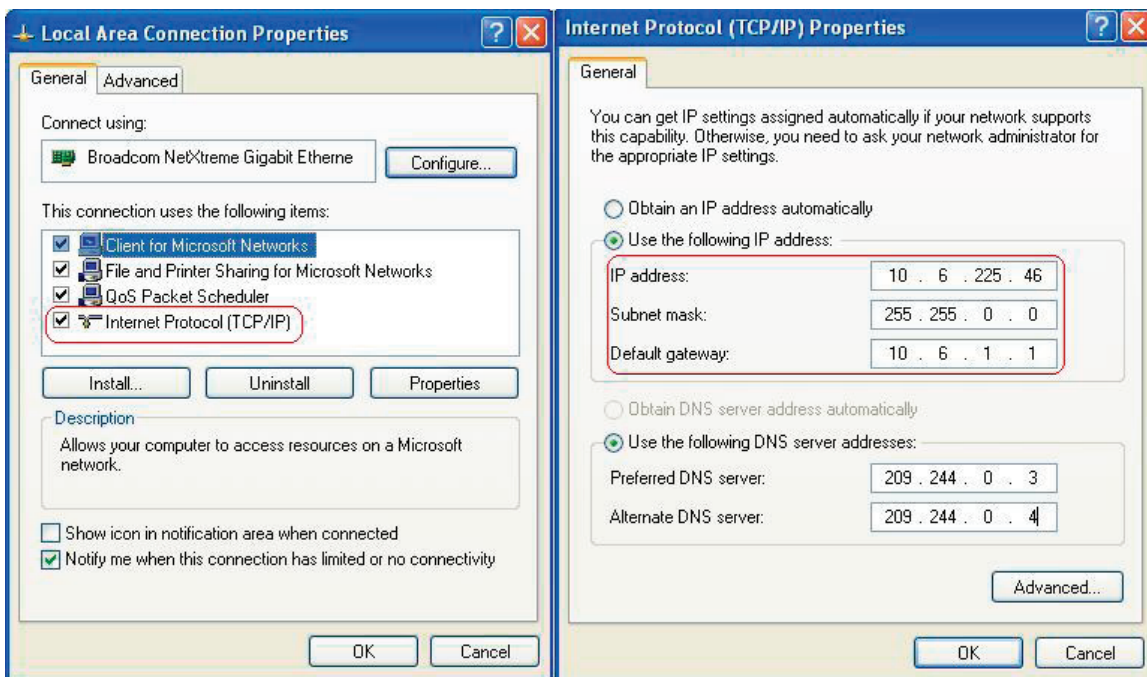 Local Area Connection Properties
General
Advanced
Connect using:
Broadcom NetXtreme Gigabit Etherne
Configure...
This connection uses the following items:
Client for Microsoft Networks
File and Printer Sharing for Microsoft Networks
QoS Packet Scheduler
Internet Protocol (TCP/IP)
Install...
Uninstall
Properties
Description
Allows your computer to access resources on a Microsoft
network.
Show icon in notification area when connected
Notify me when this connection has limited or no connectivity
OK
Cancel
Internet Protocol (TCP/IP) Properties
General
You can get IP settings assigned automatically if your network supports
this capability. Otherwise, you need to ask your network administrator for
the appropriate IP settings.
Obtain an IP address automatically
Use the following IP address:
IP address: 10 . 6 . 225 . 46
Subnet mask: 255 . 255 . 0 . 0
Default gateway: 10 . 6 . 1 . 1
Obtain DNS server address automatically
Use the following DNS server addresses:
Preferred DNS server: 209 . 244 . 0 . 3
Alternate DNS server: 209 . 244 . 0 . 4
Advanced...
OK
Cancel